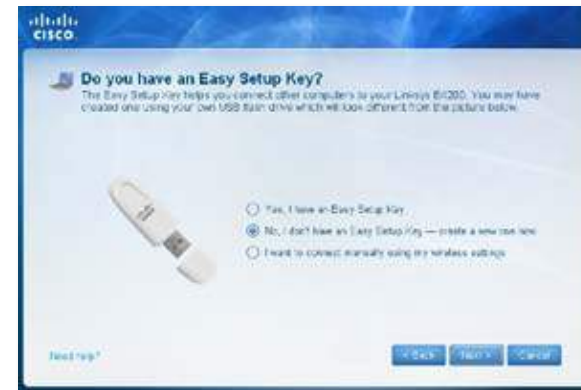 CISCO
Do you have an Easy Setup Key?
The Easy Setup Key helps you connect other computers to your Linksys E4200. You may have
created one using your own USB flash drive which will look different from the picture below.
Yes, I have an Easy Setup Key
No, I don't have an Easy Setup Key — create a new one now
I want to connect manually using my wireless settings
Need help?
< Back Next > Cancel